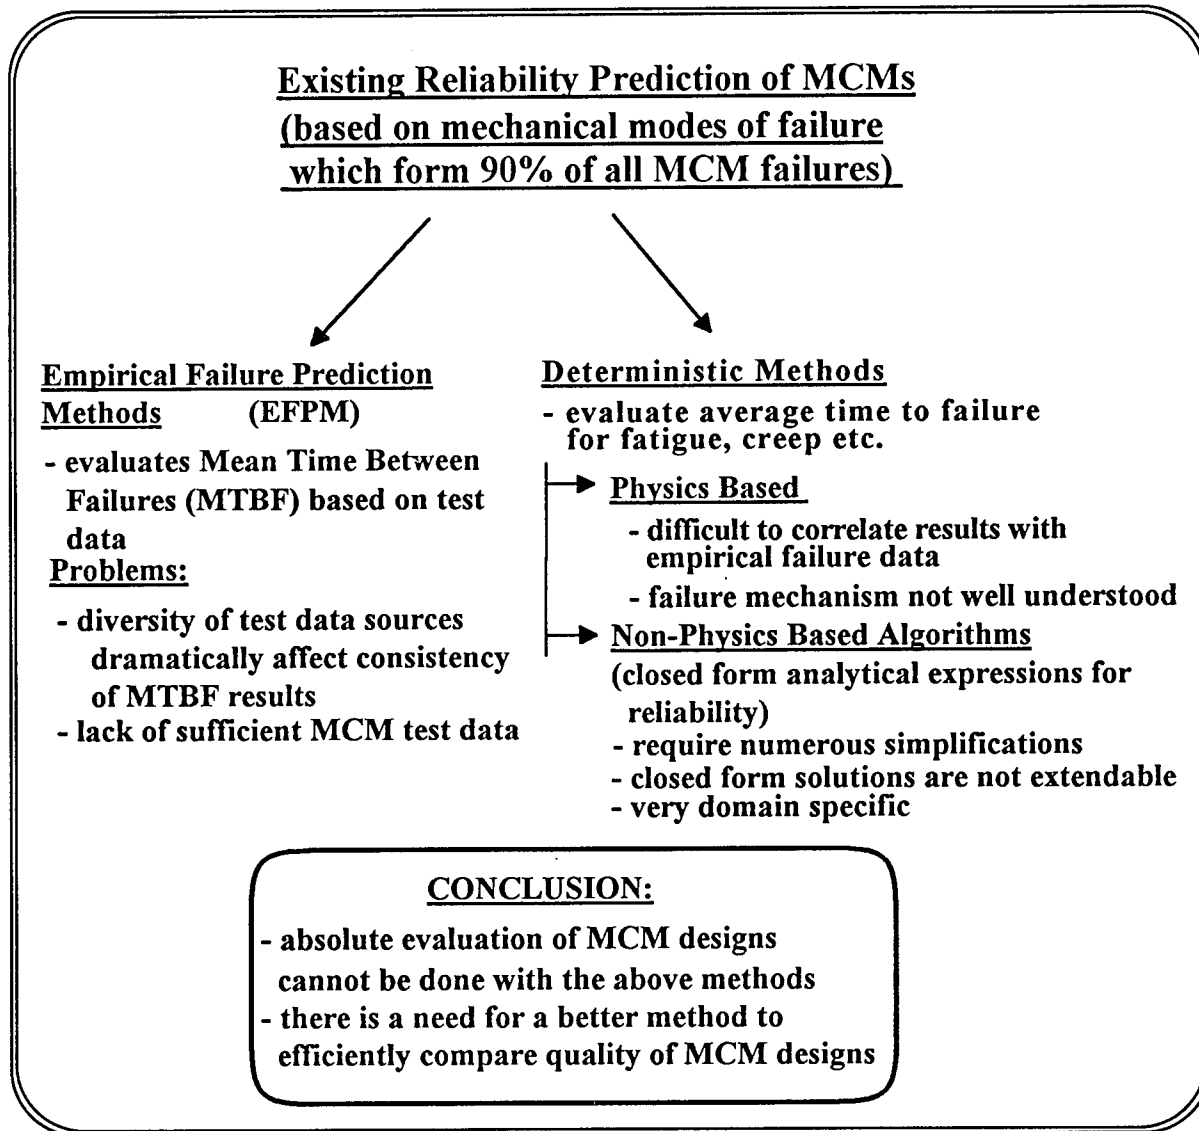 Existing Reliability Prediction of MCMs
(based on mechanical modes of failure
which form 90% of all MCM failures)
Empirical Failure Prediction
Methods (EFPM)
- evaluates Mean Time Between
Failures (MTBF) based on test
data
Problems:
- diversity of test data sources
dramatically affect consistency
of MTBF results
- lack of sufficient MCM test data
Deterministic Methods
- evaluate average time to failure
for fatigue, creep etc.
Physics Based
- difficult to correlate results with
empirical failure data
- failure mechanism not well understood
Non-Physics Based Algorithms
(closed form analytical expressions for
reliability)
- require numerous simplifications
- closed form solutions are not extendable
- very domain specific
CONCLUSION:
- absolute evaluation of MCM designs
cannot be done with the above methods
- there is a need for a better method to
efficiently compare quality of MCM designs